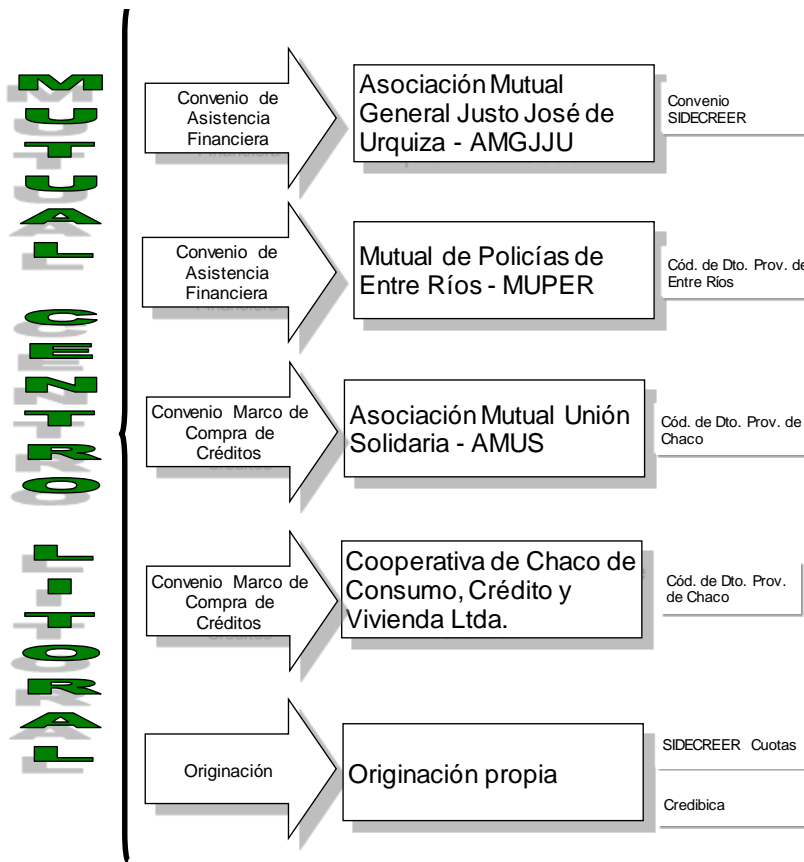 MUTUAL CENTRO LITORAL
Convenio de
Asistencia
Financiera
Asociación Mutual
General Justo José de
Urquiza - AMGJJU
Convenio
SIDECREER
Convenio de
Asistencia
Financiera
Mutual de Policías de
Entre Ríos - MUPER
Cód. de Dto. Prov. de
Entre Ríos
Convenio Marco de
Compra de
Créditos
Asociación Mutual Unión
Solidaria - AMUS
Cód. de Dto. Prov. de
Chaco
Convenio Marco de
Compra de
Créditos
Cooperativa de Chaco de
Consumo, Crédito y
Vivienda Ltda.
Cód. de Dto. Prov.
de Chaco
Originación
Originación propia
SIDECREER Cuotas
Credibica